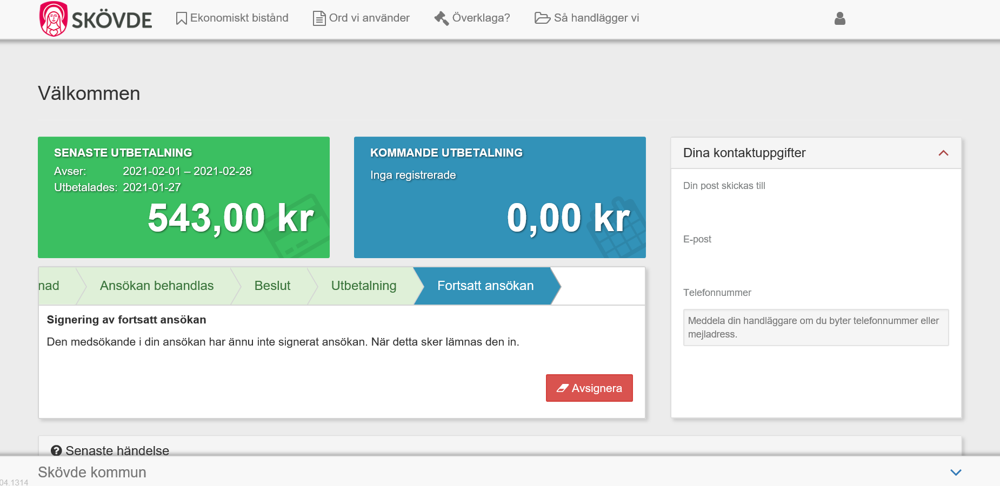 SKÖVDE
Ekonomiskt bistånd
Ord vi använder
Överklaga?
Så handlägger vi
Välkommen
SENASTE UTBETALNING
Avser: 2021-02-01 – 2021-02-28
Utbetalades: 2021-01-27
543,00 kr
KOMMANDE UTBETALNING
Inga registrerade
0,00 kr
Dina kontaktuppgifter
Din post skickas till
E-post
Telefonnummer
Meddela din handläggare om du byter telefonnummer eller
mejladress.
nad
Ansökan behandlas
Beslut
Utbetalning
Fortsatt ansökan
Signering av fortsatt ansökan
Den medsökande i din ansökan har ännu inte signerat ansökan. När detta sker lämnas den in.
Avsignera
Senaste händelse
Skövde kommun
04.1314